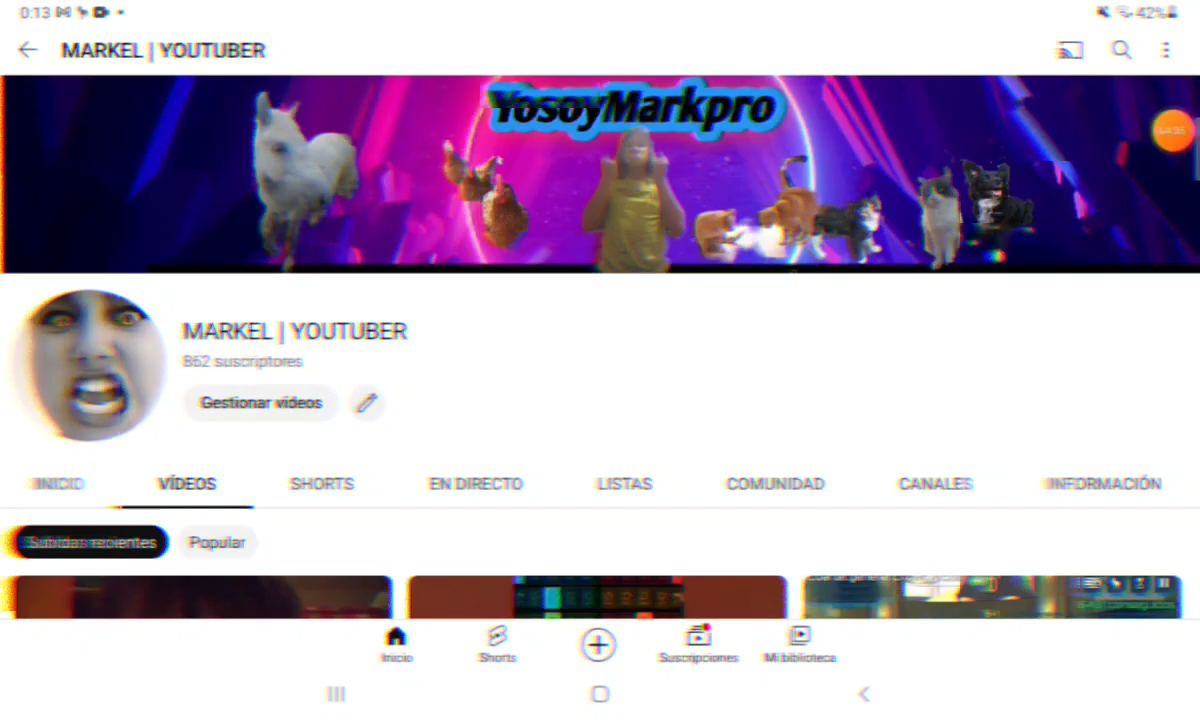 0:13
42%
MARKEL | YOUTUBER
YosoyMarkpro
MARKEL | YOUTUBER
862 suscriptores
Gestionar vídeos
INICIO VÍDEOS SHORTS EN DIRECTO LISTAS COMUNIDAD CANALES INFORMACIÓN
Subidas recientes Popular
Inicio Shorts Suscripciones Mi biblioteca